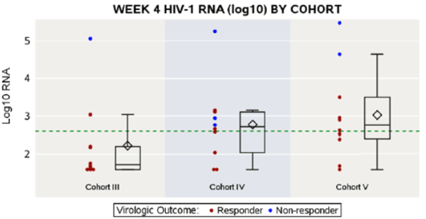 WEEK 4 HIV-1 RNA (log10) BY COHORT
Log10 RNA
5
4
3
2
Cohort III
Cohort IV
Cohort V
Virologic Outcome: Responder Non-responder